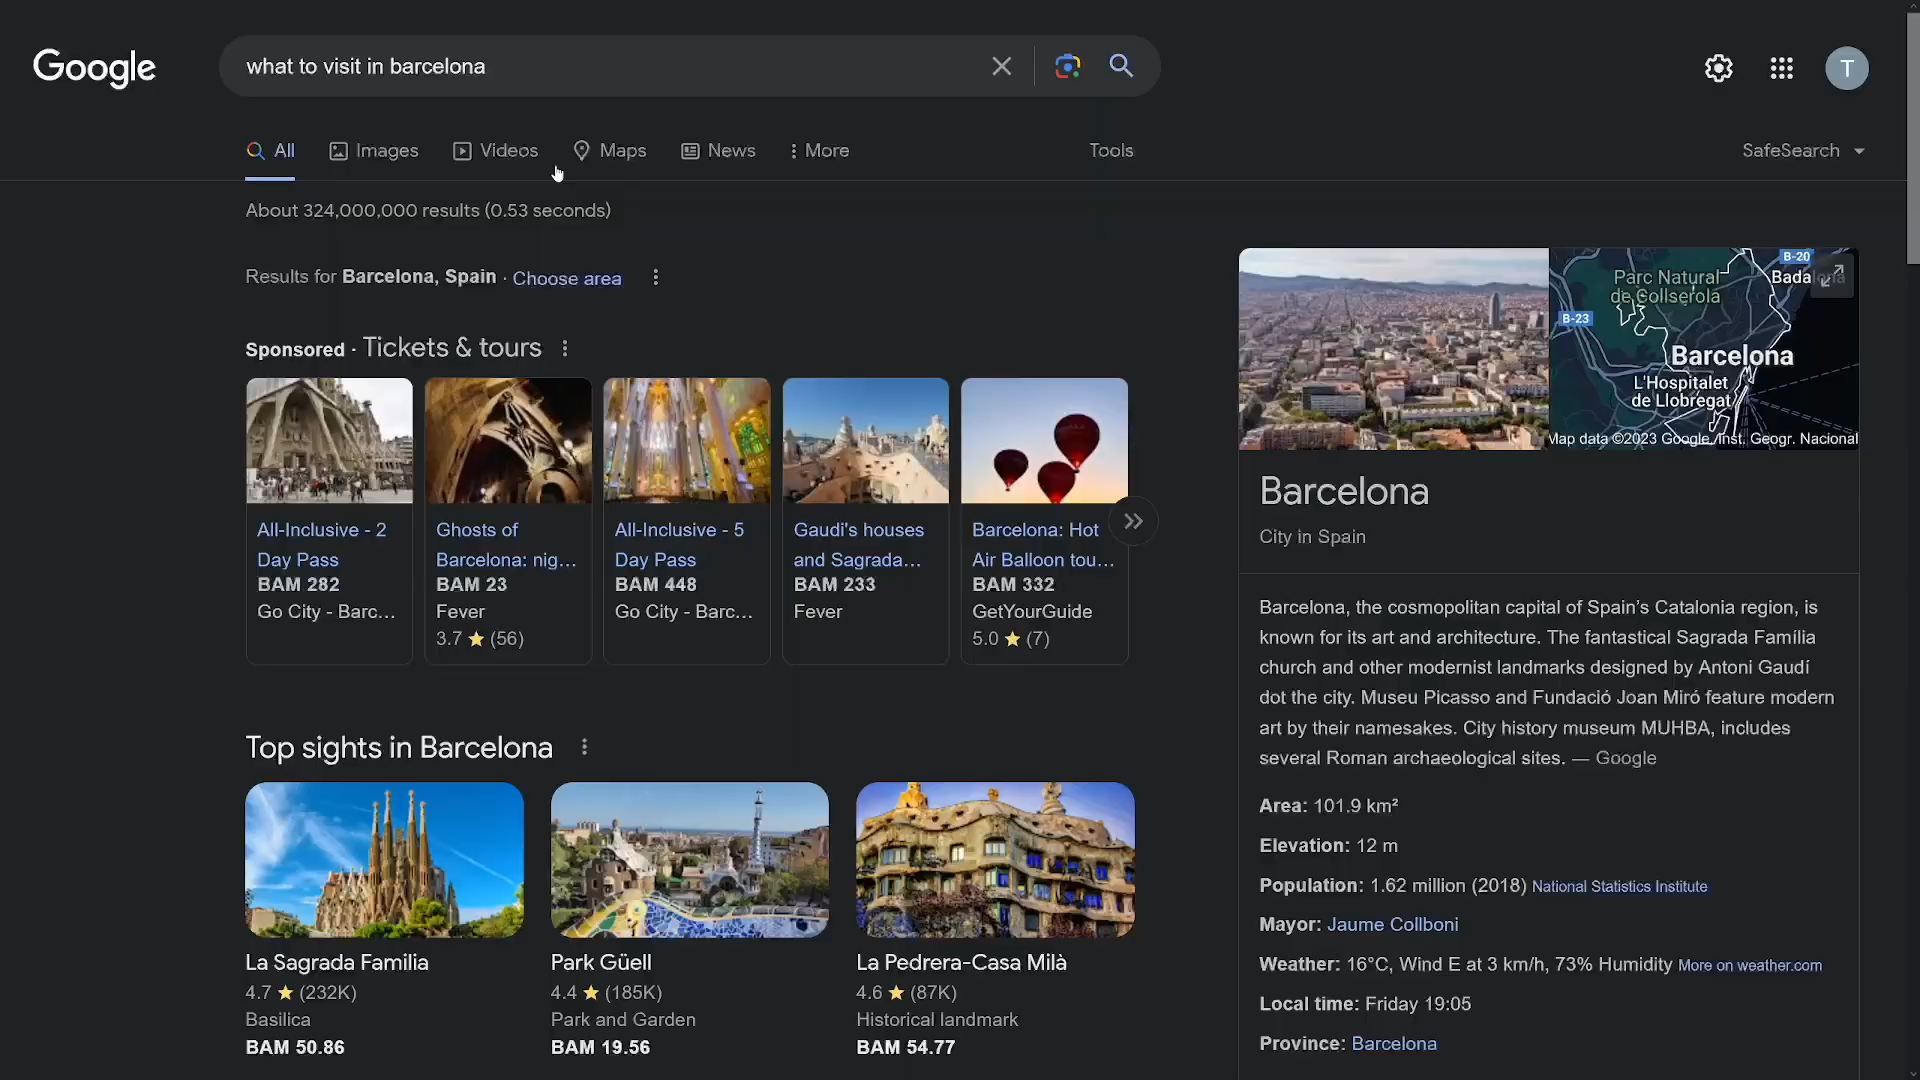 Google
what to visit in barcelona
T
All Images Videos Maps News More Tools SafeSearch
About 324,000,000 results (0.53 seconds)
Results for Barcelona, Spain · Choose area
Sponsored · Tickets & tours
All-Inclusive - 2
Day Pass
BAM 282
Go City - Barc...
Ghosts of
Barcelona: nig...
BAM 23
Fever
3.7 (56)
All-Inclusive - 5
Day Pass
BAM 448
Go City - Barc...
Gaudi's houses
and Sagrada...
BAM 233
Fever
Barcelona: Hot
Air Balloon tou...
BAM 332
GetYourGuide
5.0 (7)
Top sights in Barcelona
La Sagrada Familia
4.7 (232K)
Basilica
BAM 50.86
Park Güell
4.4 (185K)
Park and Garden
BAM 19.56
La Pedrera-Casa Milà
4.6 (87K)
Historical landmark
BAM 54.77
B-20
Parc Natural
de Collserola
B-23
Barcelona
L'Hospitalet
de Llobregat
Map data ©2023 Google, Inst. Geogr. Nacional
Barcelona
City in Spain
Barcelona, the cosmopolitan capital of Spain’s Catalonia region, is
known for its art and architecture. The fantastical Sagrada Família
church and other modernist landmarks designed by Antoni Gaudí
dot the city. Museu Picasso and Fundació Joan Miró feature modern
art by their namesakes. City history museum MUHBA, includes
several Roman archaeological sites. — Google
Area: 101.9 km²
Elevation: 12 m
Population: 1.62 million (2018) National Statistics Institute
Mayor: Jaume Collboni
Weather: 16°C, Wind E at 3 km/h, 73% Humidity More on weather.com
Local time: Friday 19:05
Province: Barcelona